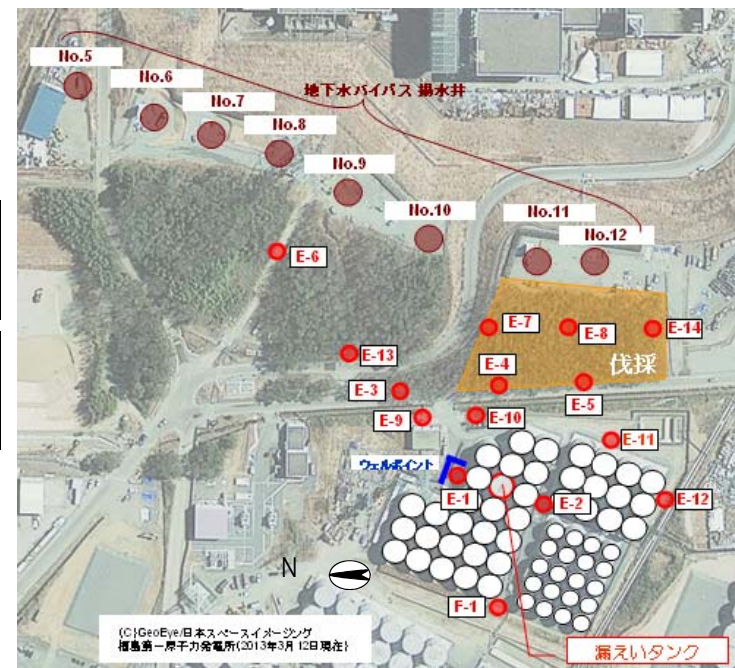 No.5
No.6
No.7
No.8
No.9
No.10
No.11
No.12
地下水バイパス 揚水井
E-6
E-7
E-8
E-14
E-13
E-4
伐採
E-3
E-5
E-9
E-10
E-11
ウェルポイント
E-1
E-2
E-12
N
F-1
(C)GeoEye/日本スペースイメージング
福島第一原子力発電所(2013年3月12日現在)
漏えいタンク